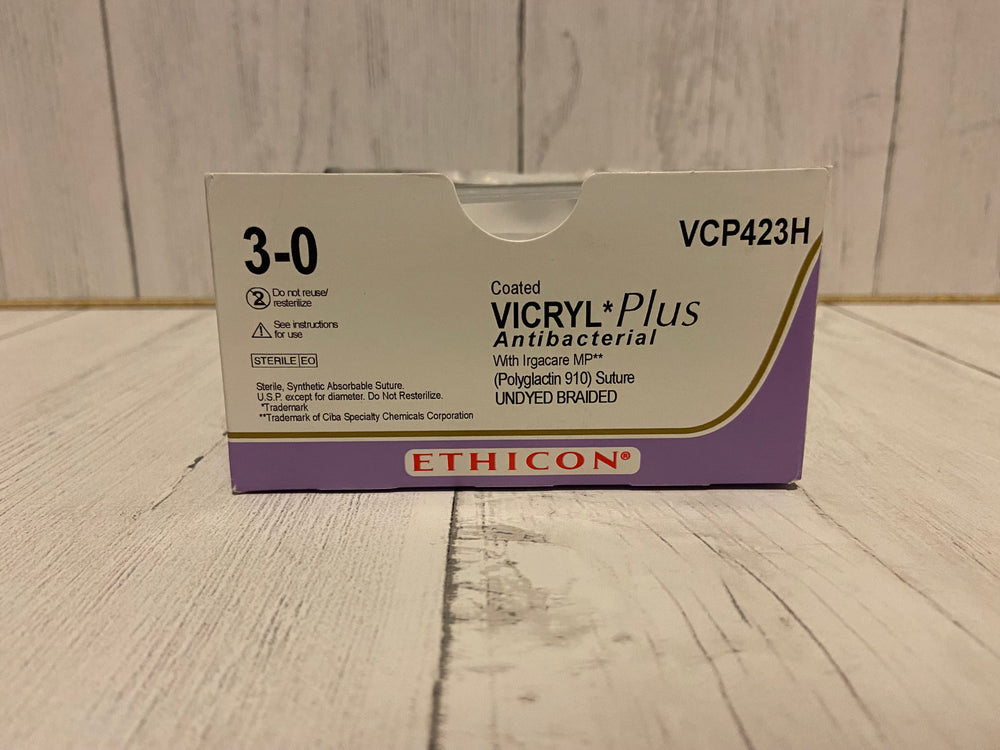 3-0
Do not reuse/
resterilize
See instructions
for use
STERILE EO
Sterile, Synthetic Absorbable Suture.
U.S.P. except for diameter. Do Not Resterilize.
*Trademark
**Trademark of Ciba Specialty Chemicals Corporation
VCP423H
Coated
VICRYL* Plus
Antibacterial
With Irgacare MP**
(Polyglactin 910) Suture
UNDYED BRAIDED
ETHICON®